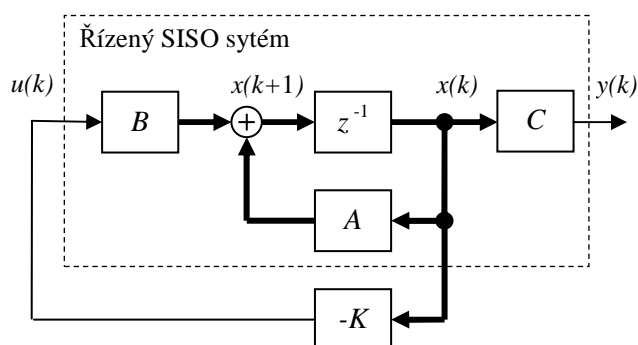 Řízený SISO sytém
u(k) x(k+1) x(k) y(k)
B + z⁻¹ C
A
-K